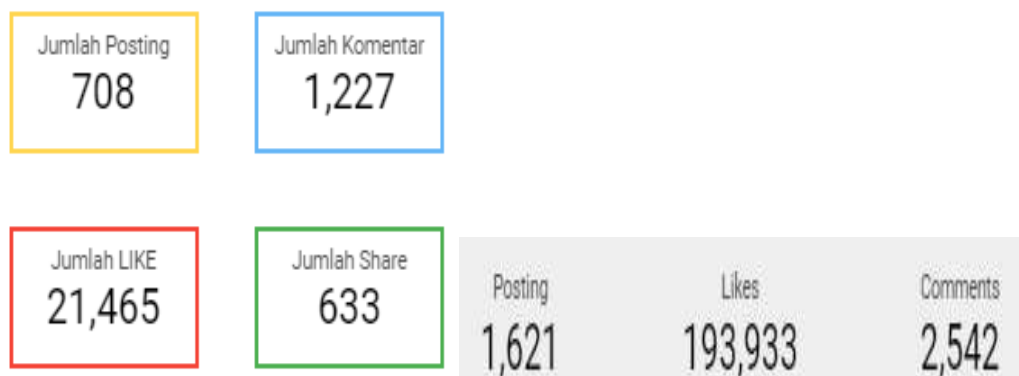 Jumlah Posting
708
Jumlah Komentar
1,227
Jumlah LIKE
21,465
Jumlah Share
633
Posting
1,621
Likes
193,933
Comments
2,542